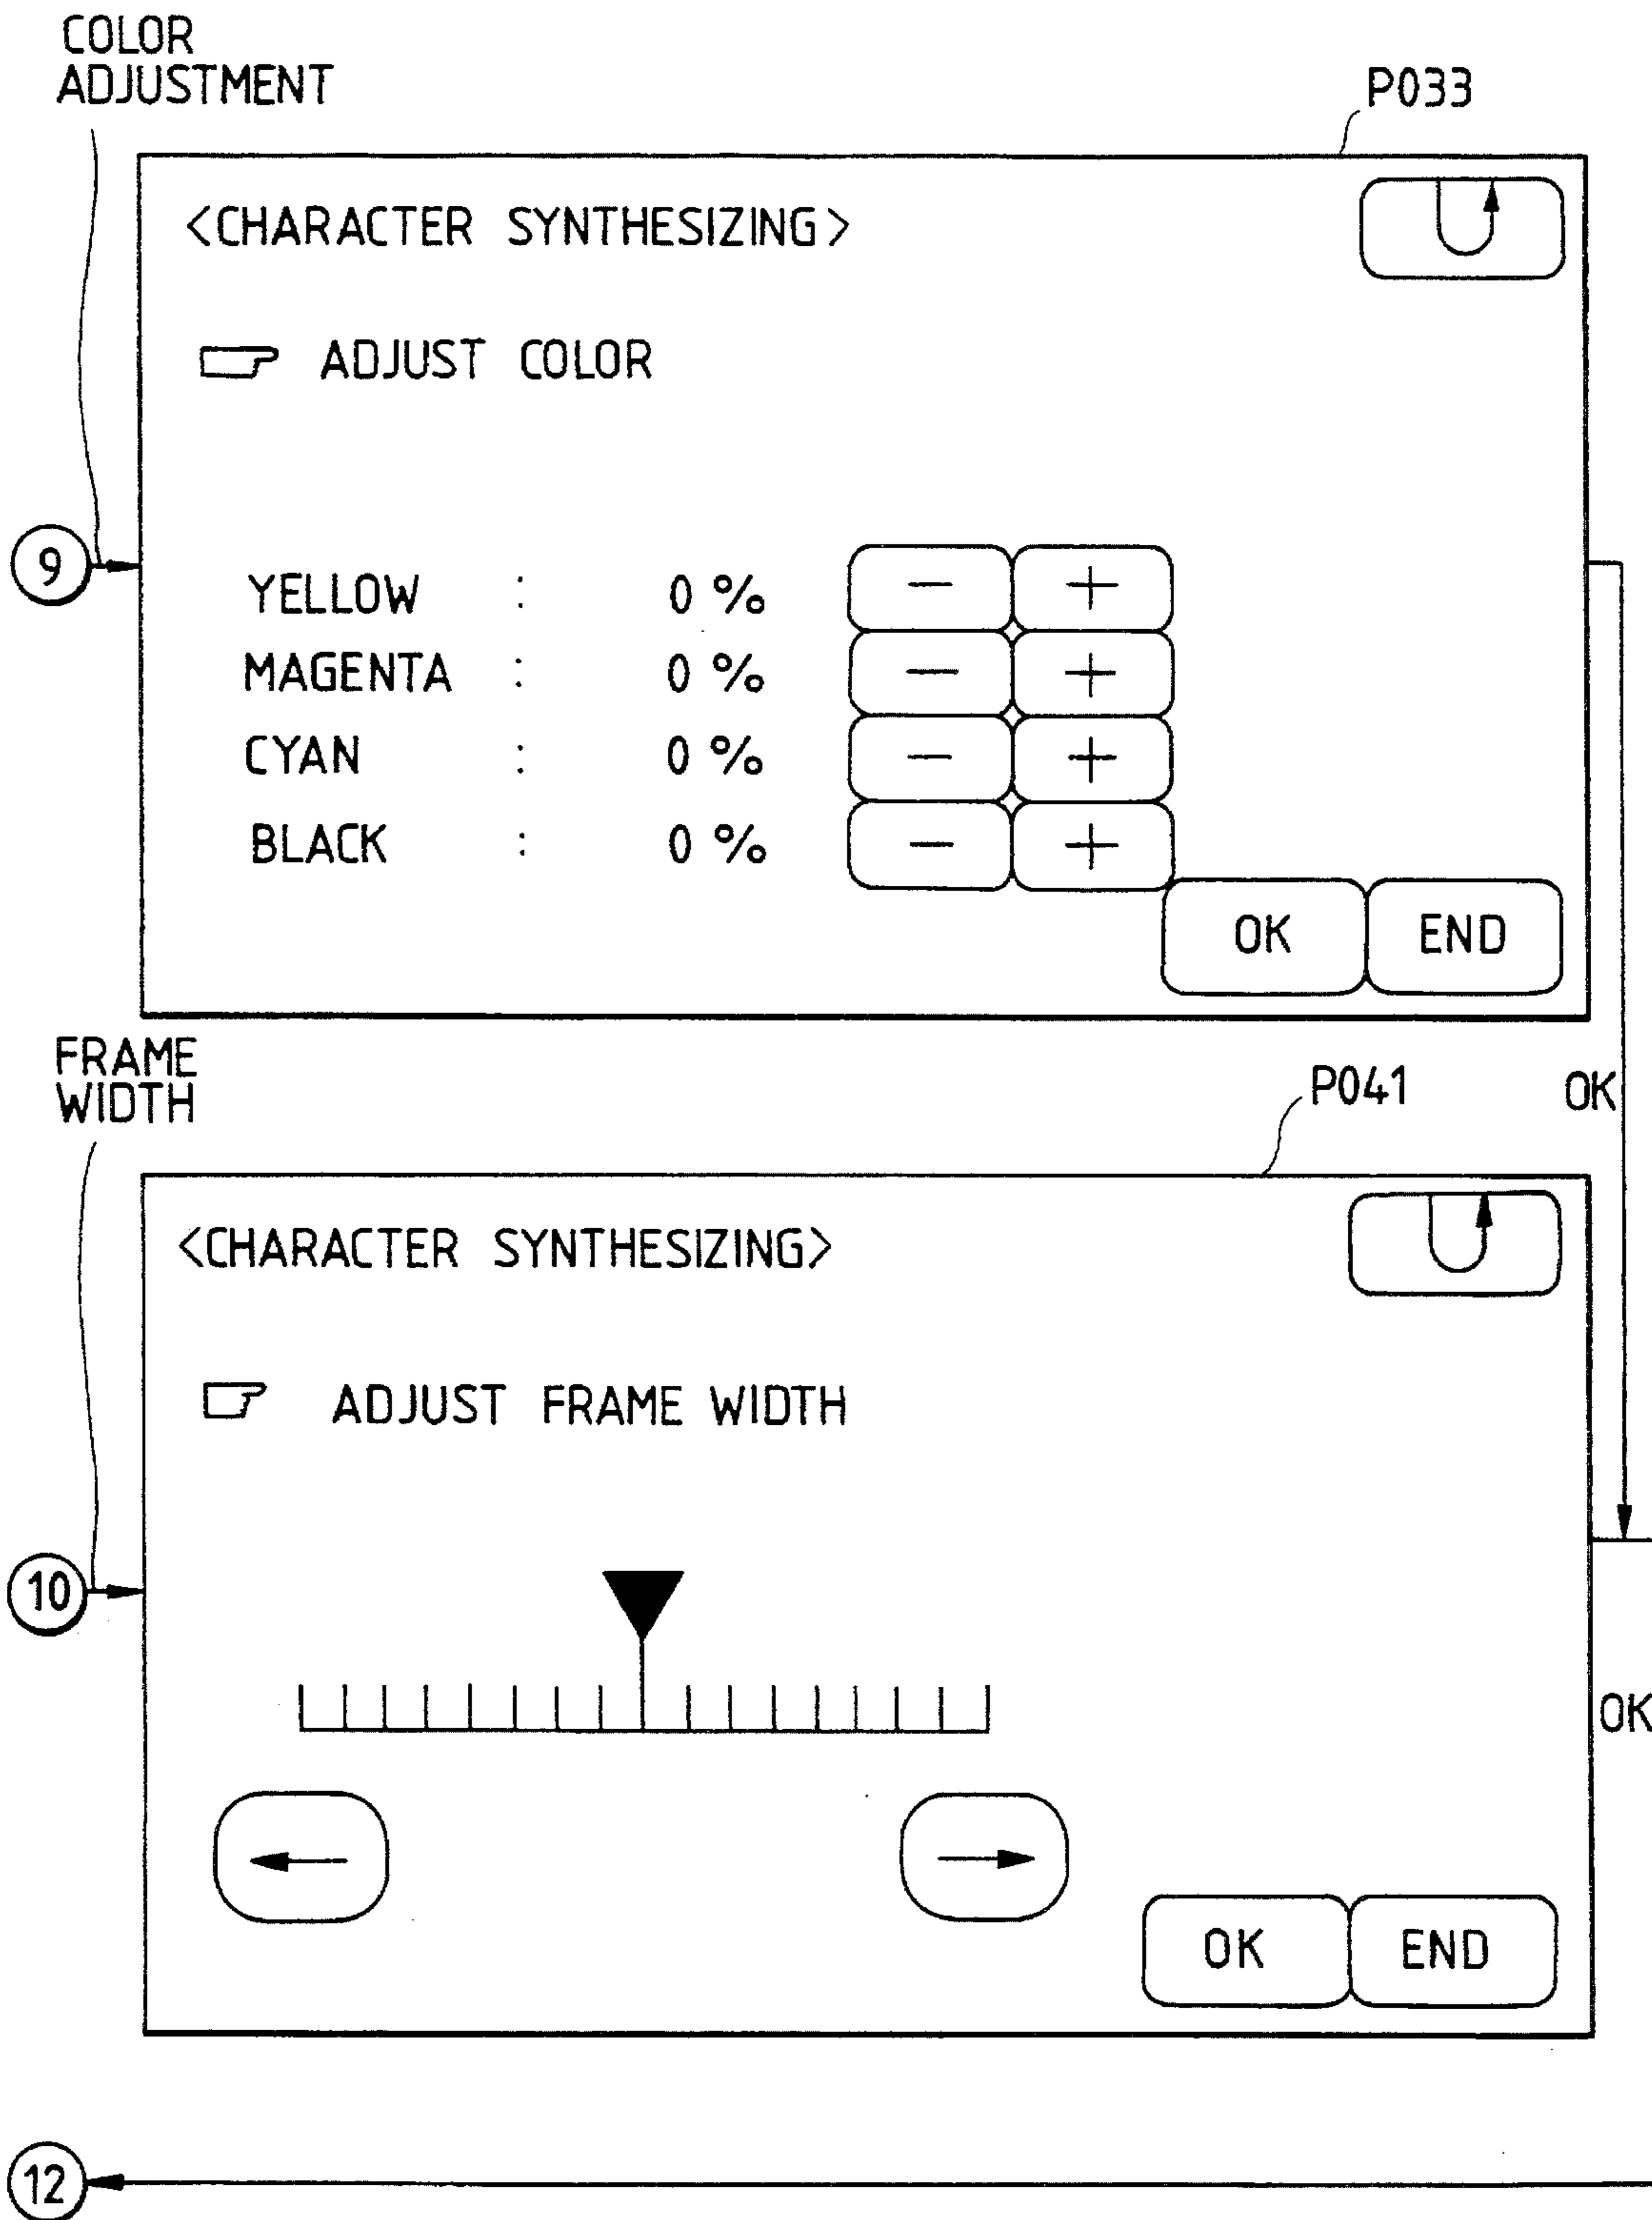 COLOR
ADJUSTMENT
P033
<CHARACTER SYNTHESIZING>
ADJUST COLOR
9
YELLOW : 0 % − +
MAGENTA : 0 % − +
CYAN : 0 % − +
BLACK : 0 % − +
OK END
FRAME
WIDTH
P041
OK
<CHARACTER SYNTHESIZING>
ADJUST FRAME WIDTH
10
OK
OK END
12